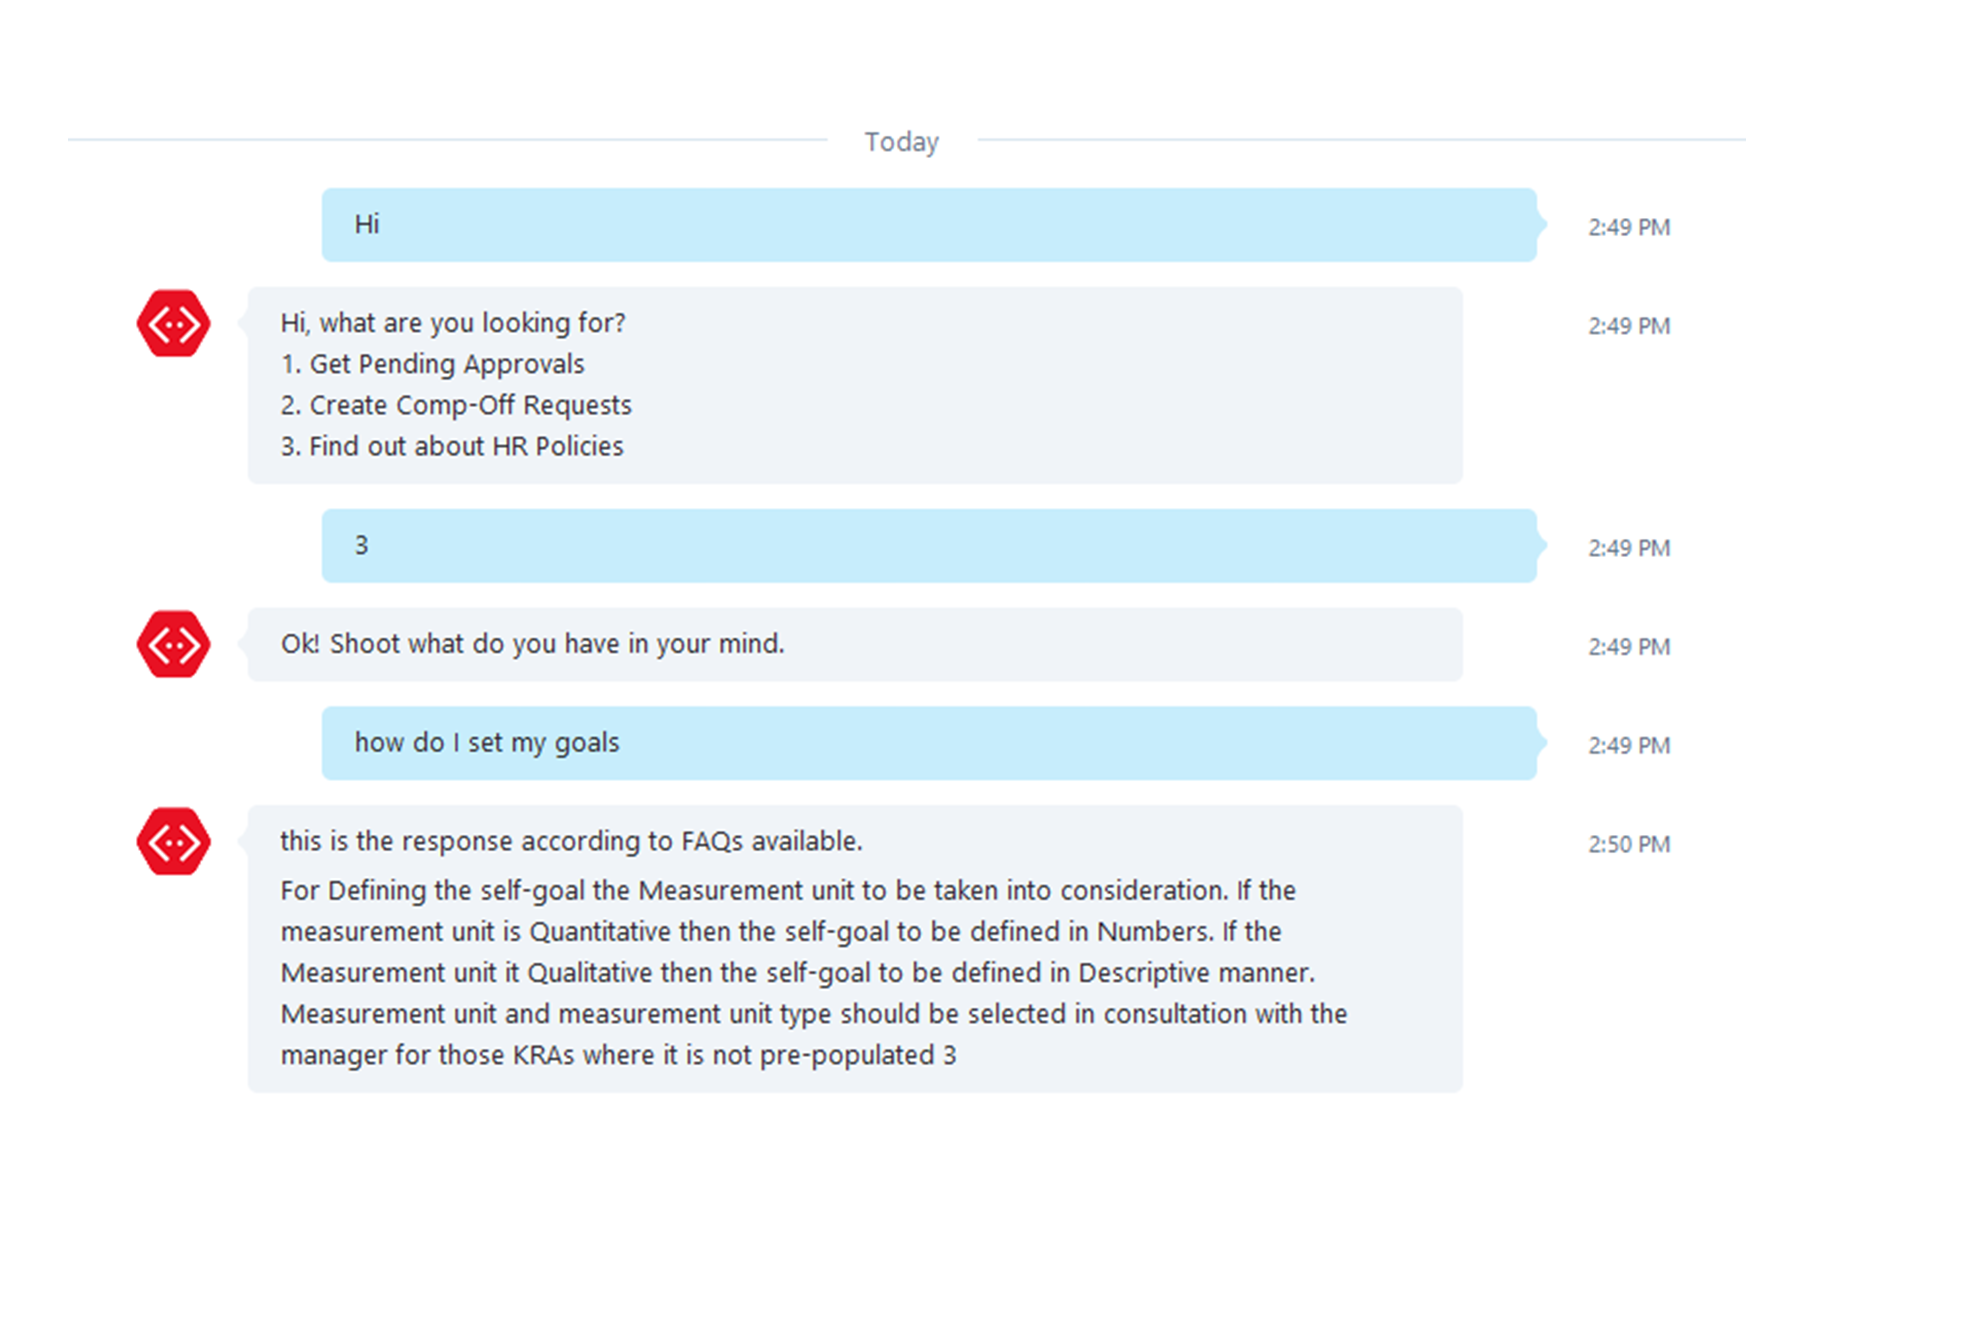 Today
Hi
2:49 PM
Hi, what are you looking for?
2:49 PM
1. Get Pending Approvals
2. Create Comp-Off Requests
3. Find out about HR Policies
3
2:49 PM
Ok! Shoot what do you have in your mind.
2:49 PM
how do I set my goals
2:49 PM
this is the response according to FAQs available.
2:50 PM
For Defining the self-goal the Measurement unit to be taken into consideration. If the
measurement unit is Quantitative then the self-goal to be defined in Numbers. If the
Measurement unit it Qualitative then the self-goal to be defined in Descriptive manner.
Measurement unit and measurement unit type should be selected in consultation with the
manager for those KRAs where it is not pre-populated 3